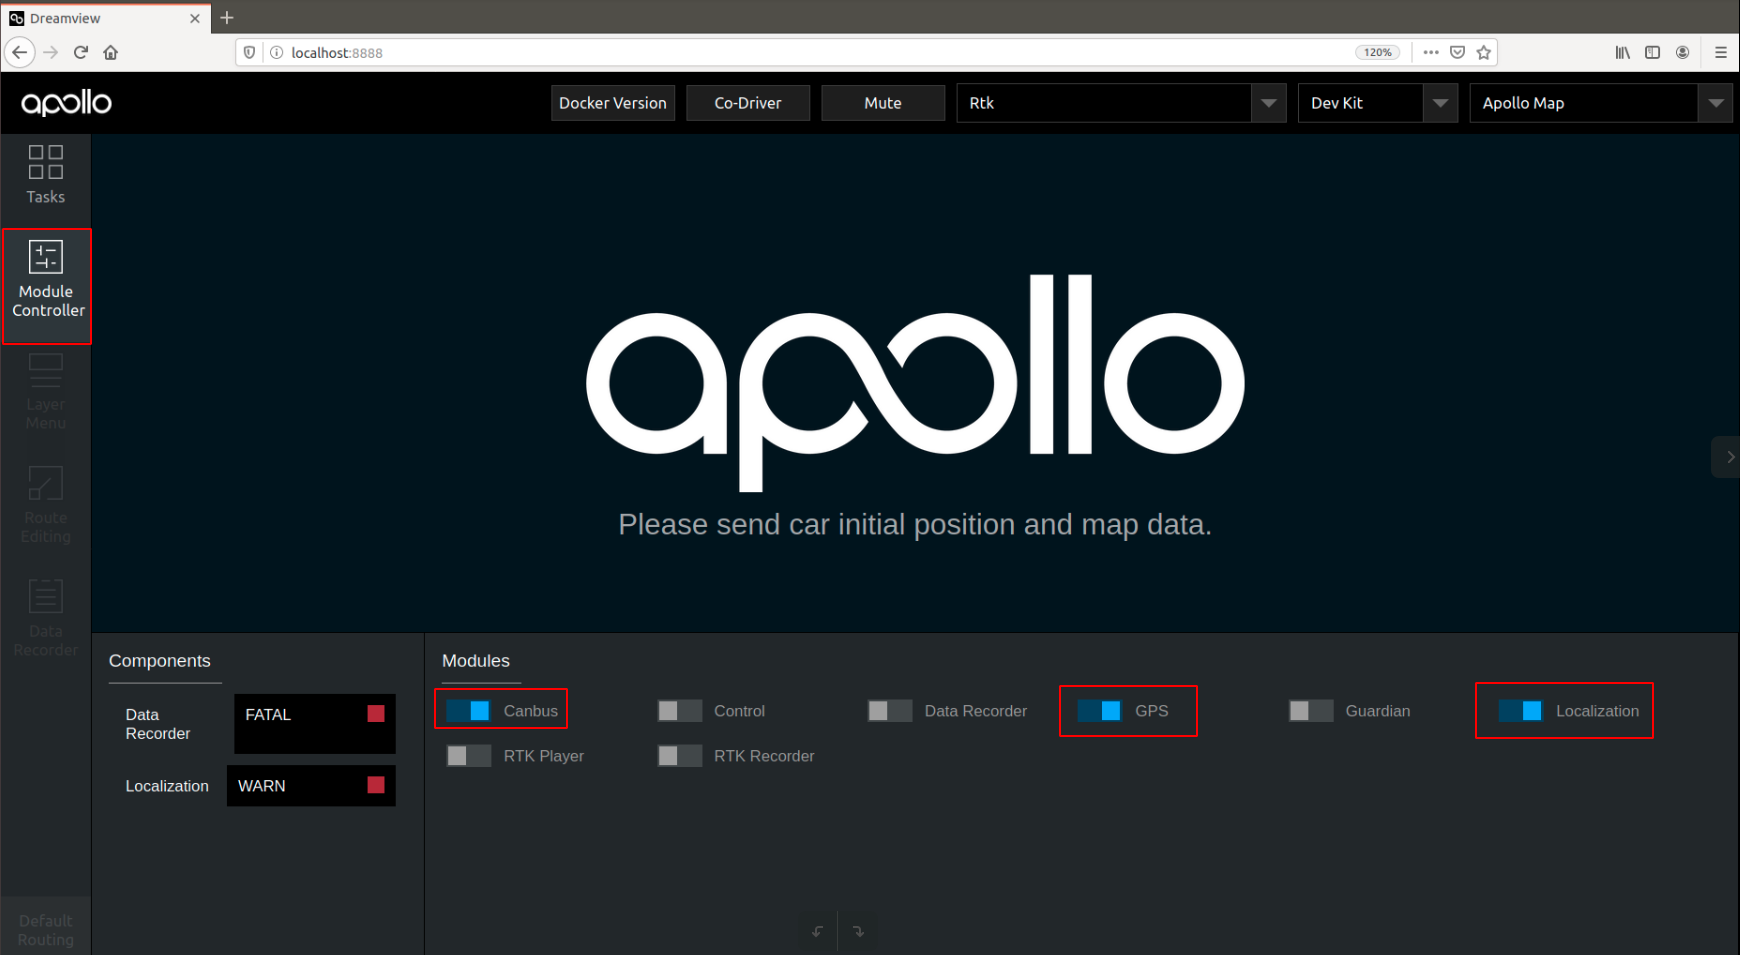 Dreamview
localhost:8888
120%
apollo
Docker Version
Co-Driver
Mute
Rtk
Dev Kit
Apollo Map
Tasks
Module
Controller
Layer
Menu
Route
Editing
Data
Recorder
Default
Routing
apollo
Please send car initial position and map data.
Components
Data
Recorder
FATAL
Localization
WARN
Modules
Canbus
Control
Data Recorder
GPS
Guardian
Localization
RTK Player
RTK Recorder